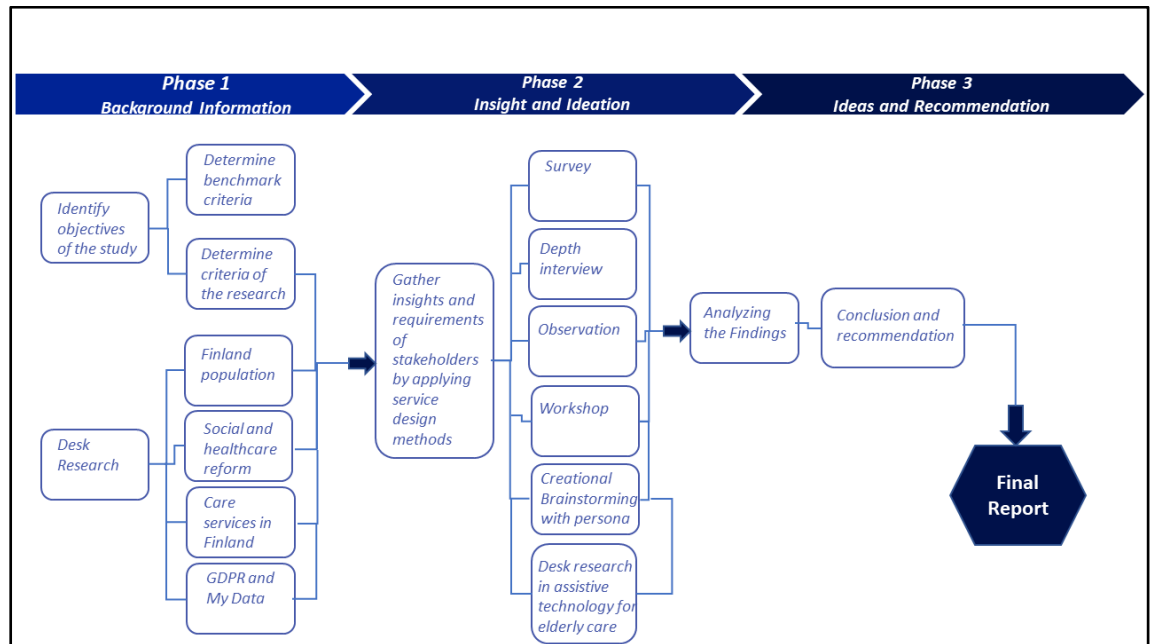 Phase 1
Background Information
Phase 2
Insight and Ideation
Phase 3
Ideas and Recommendation
Identify
objectives
of the study
Determine
benchmark
criteria
Determine
criteria of
the research
Desk
Research
Finland
population
Social and
healthcare
reform
Care
services in
Finland
GDPR and
My Data
Gather
insights and
requirements
of
stakeholders
by applying
service
design
methods
Survey
Depth
interview
Observation
Workshop
Creational
Brainstorming
with persona
Desk research
in assistive
technology for
elderly care
Analyzing
the Findings
Conclusion and
recommendation
Final
Report